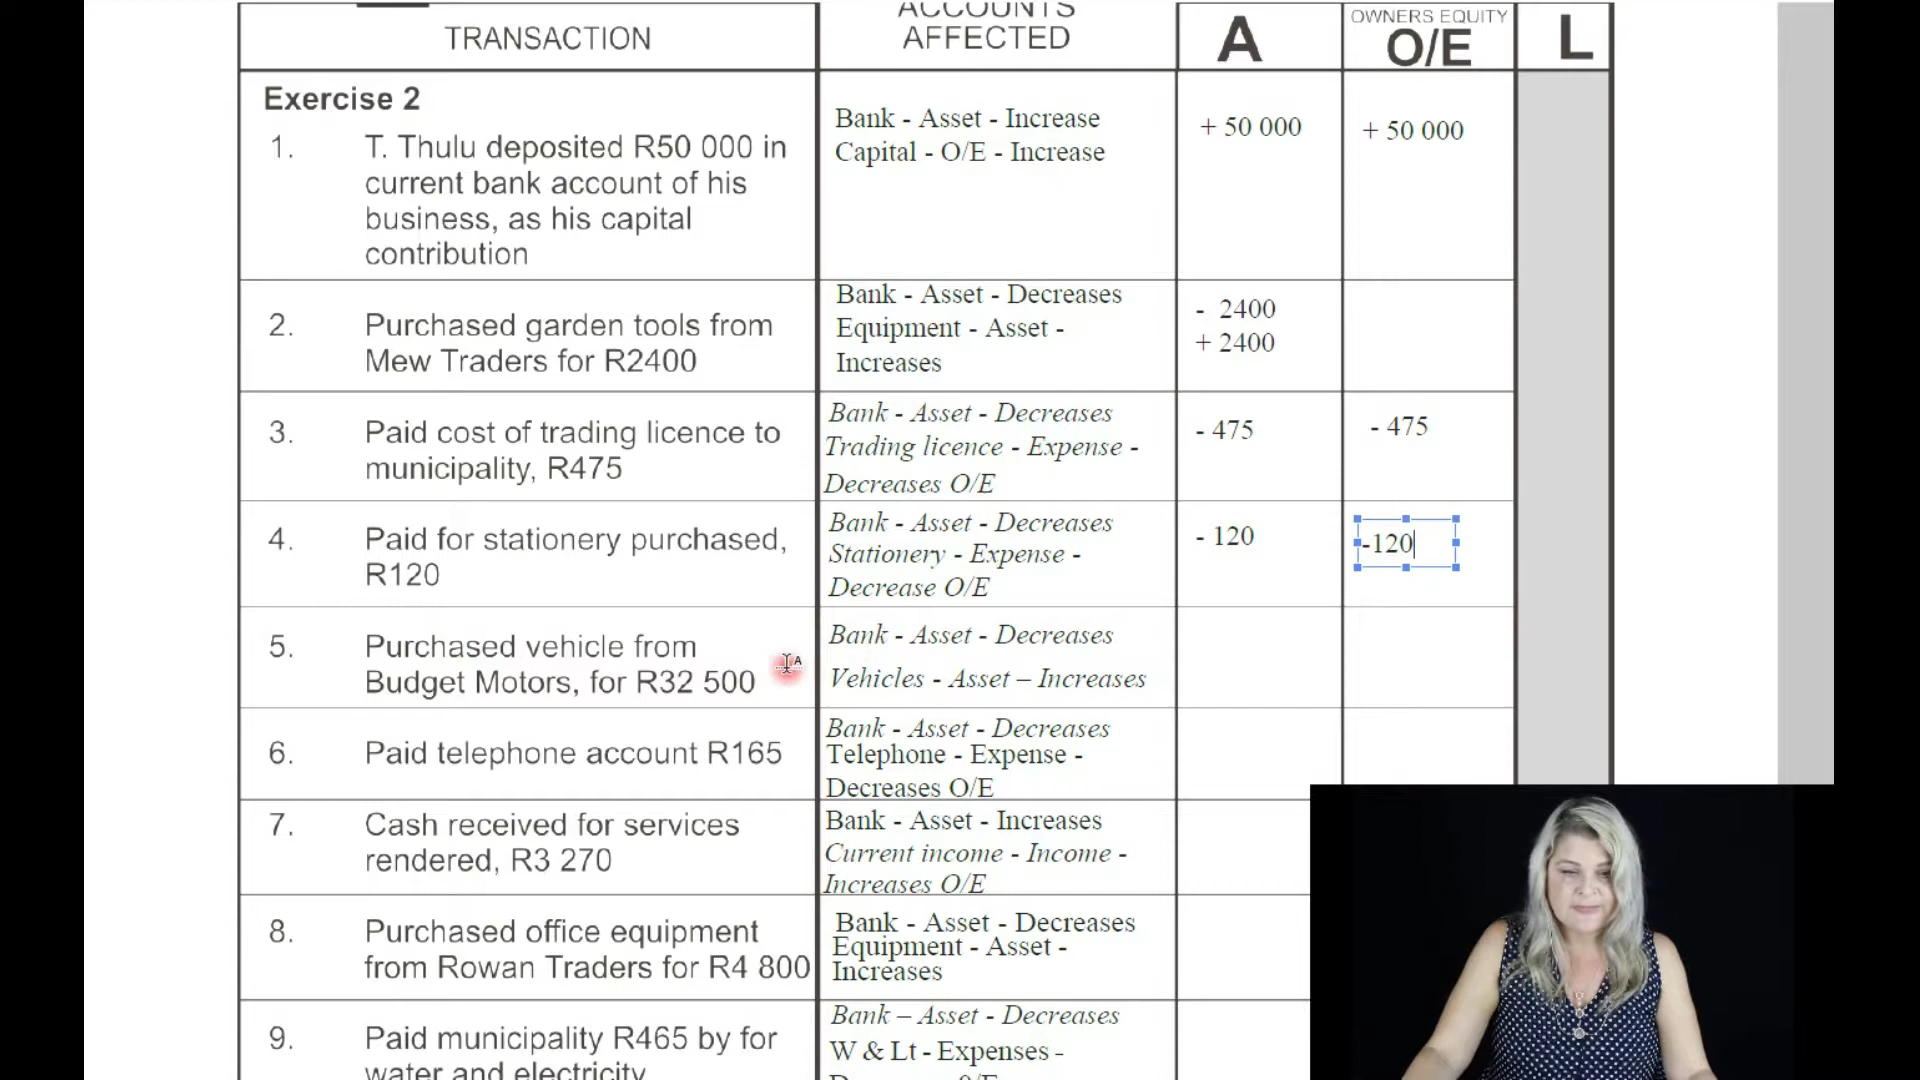 TRANSACTION
ACCOUNTS
AFFECTED
A
OWNERS EQUITY
O/E
L
Exercise 2
1. T. Thulu deposited R50 000 in
current bank account of his
business, as his capital
contribution
Bank - Asset - Increase
Capital - O/E - Increase
+ 50 000
+ 50 000
2. Purchased garden tools from
Mew Traders for R2400
Bank - Asset - Decreases
Equipment - Asset -
Increases
- 2400
+ 2400
3. Paid cost of trading licence to
municipality, R475
Bank - Asset - Decreases
Trading licence - Expense -
Decreases O/E
- 475
- 475
4. Paid for stationery purchased,
R120
Bank - Asset - Decreases
Stationery - Expense -
Decrease O/E
- 120
-120
5. Purchased vehicle from
Budget Motors, for R32 500
Bank - Asset - Decreases
Vehicles - Asset – Increases
6. Paid telephone account R165
Bank - Asset - Decreases
Telephone - Expense -
Decreases O/E
7. Cash received for services
rendered, R3 270
Bank - Asset - Increases
Current income - Income -
Increases O/E
8. Purchased office equipment
from Rowan Traders for R4 800
Bank - Asset - Decreases
Equipment - Asset -
Increases
9. Paid municipality R465 by for
water and electricity
Bank – Asset - Decreases
W & Lt - Expenses -